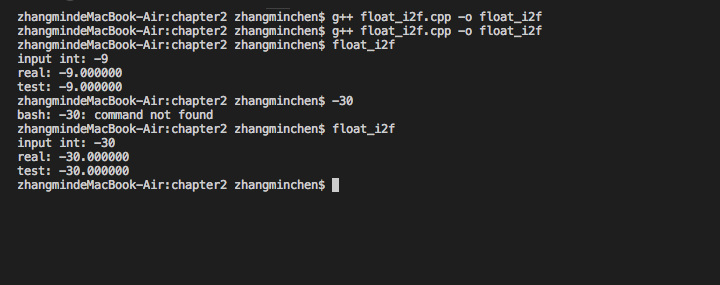 zhangmindeMacBook-Air:chapter2 zhangminchen$ g++ float_i2f.cpp -o float_i2f
zhangmindeMacBook-Air:chapter2 zhangminchen$ g++ float_i2f.cpp -o float_i2f
zhangmindeMacBook-Air:chapter2 zhangminchen$ float_i2f
input int: -9
real: -9.000000
test: -9.000000
zhangmindeMacBook-Air:chapter2 zhangminchen$ -30
bash: -30: command not found
zhangmindeMacBook-Air:chapter2 zhangminchen$ float_i2f
input int: -30
real: -30.000000
test: -30.000000
zhangmindeMacBook-Air:chapter2 zhangminchen$